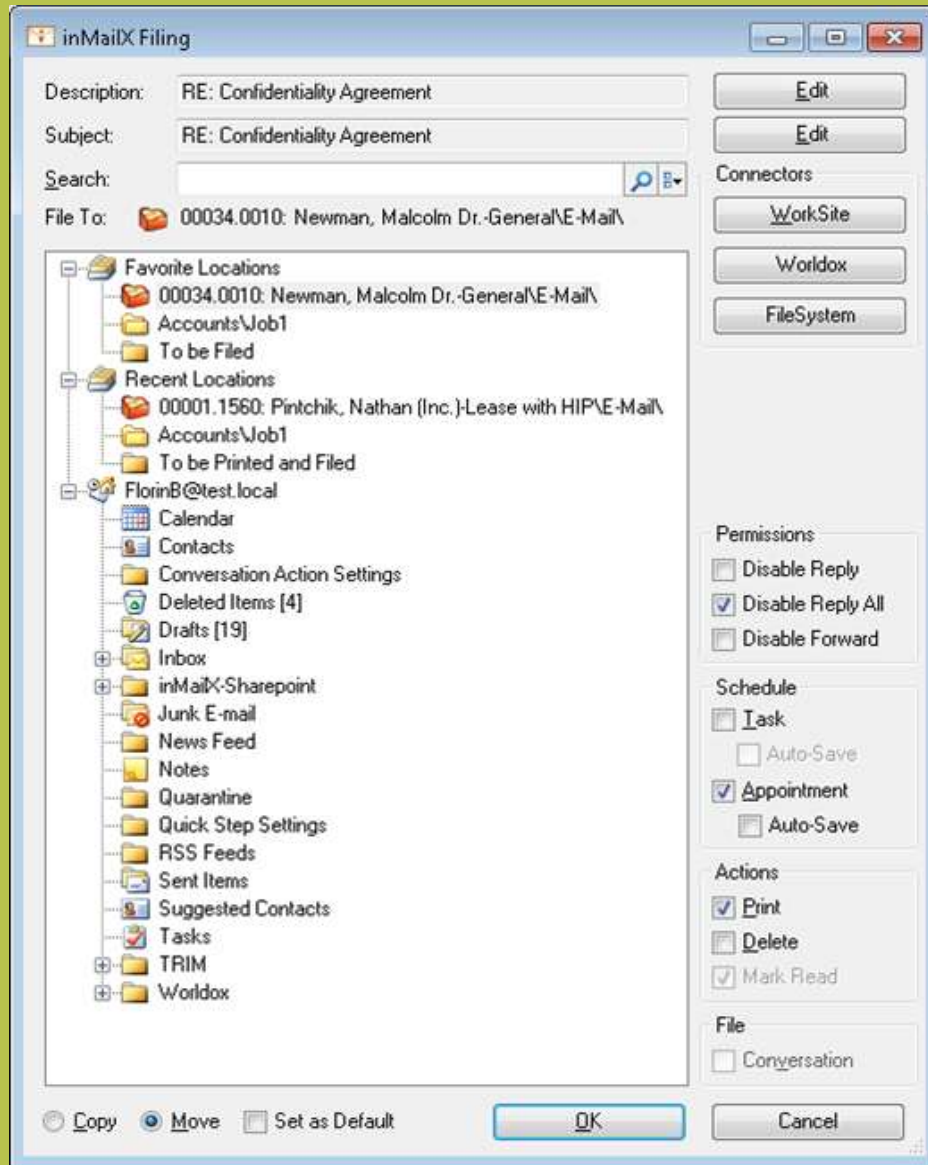 inMailX Filing
Description: RE: Confidentiality Agreement Edit
Subject: RE: Confidentiality Agreement Edit
Search:
File To: 00034.0010: Newman, Malcolm Dr.-General\E-Mail\
Favorite Locations
00034.0010: Newman, Malcolm Dr.-General\E-Mail\
Accounts\Job1
To be Filed
Recent Locations
00001.1560: Pintchik, Nathan (Inc.)-Lease with HIP\E-Mail\
Accounts\Job1
To be Printed and Filed
FlorinB@test.local
Calendar
Contacts
Conversation Action Settings
Deleted Items [4]
Drafts [19]
Inbox
inMailX-Sharepoint
Junk E-mail
News Feed
Notes
Quarantine
Quick Step Settings
RSS Feeds
Sent Items
Suggested Contacts
Tasks
TRIM
Worldox
Connectors
WorkSite
Worldox
FileSystem
Permissions
Disable Reply
Disable Reply All
Disable Forward
Schedule
Task
Auto-Save
Appointment
Auto-Save
Actions
Print
Delete
Mark Read
File
Conversation
Copy Move Set as Default OK Cancel